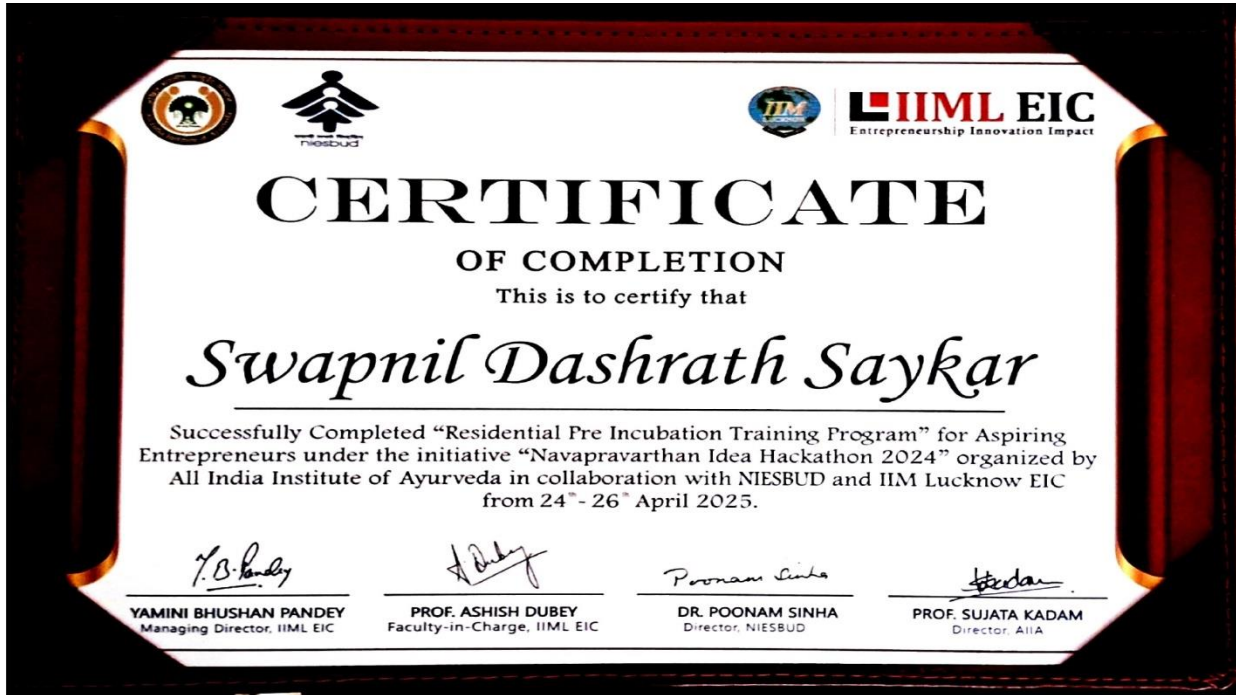 niesbud
IIM
LUCKNOW
IIML EIC
Entrepreneurship Innovation Impact
CERTIFICATE
OF COMPLETION
This is to certify that
Swapnil Dashrath Saykar
Successfully Completed “Residential Pre Incubation Training Program” for Aspiring
Entrepreneurs under the initiative “Navapravarthan Idea Hackathon 2024” organized by
All India Institute of Ayurveda in collaboration with NIESBUD and IIM Lucknow EIC
from 24th - 26th April 2025.
Y. B. Pandey
A. Dubey
Poonam Sinha
YAMINI BHUSHAN PANDEY
Managing Director, IIML EIC
PROF. ASHISH DUBEY
Faculty-in-Charge, IIML EIC
DR. POONAM SINHA
Director, NIESBUD
PROF. SUJATA KADAM
Director, AIIA